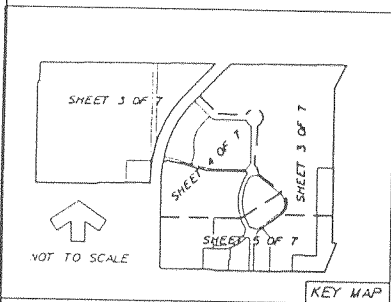 SHEET 3 OF 7
SHEET 4 OF 7
SHEET 3 OF 7
SHEET 5 OF 7
NOT TO SCALE
KEY MAP